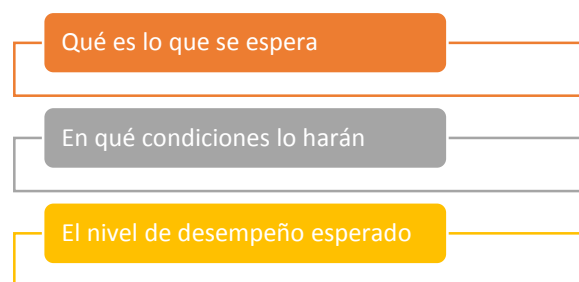 Qué es lo que se espera
En qué condiciones lo harán
El nivel de desempeño esperado